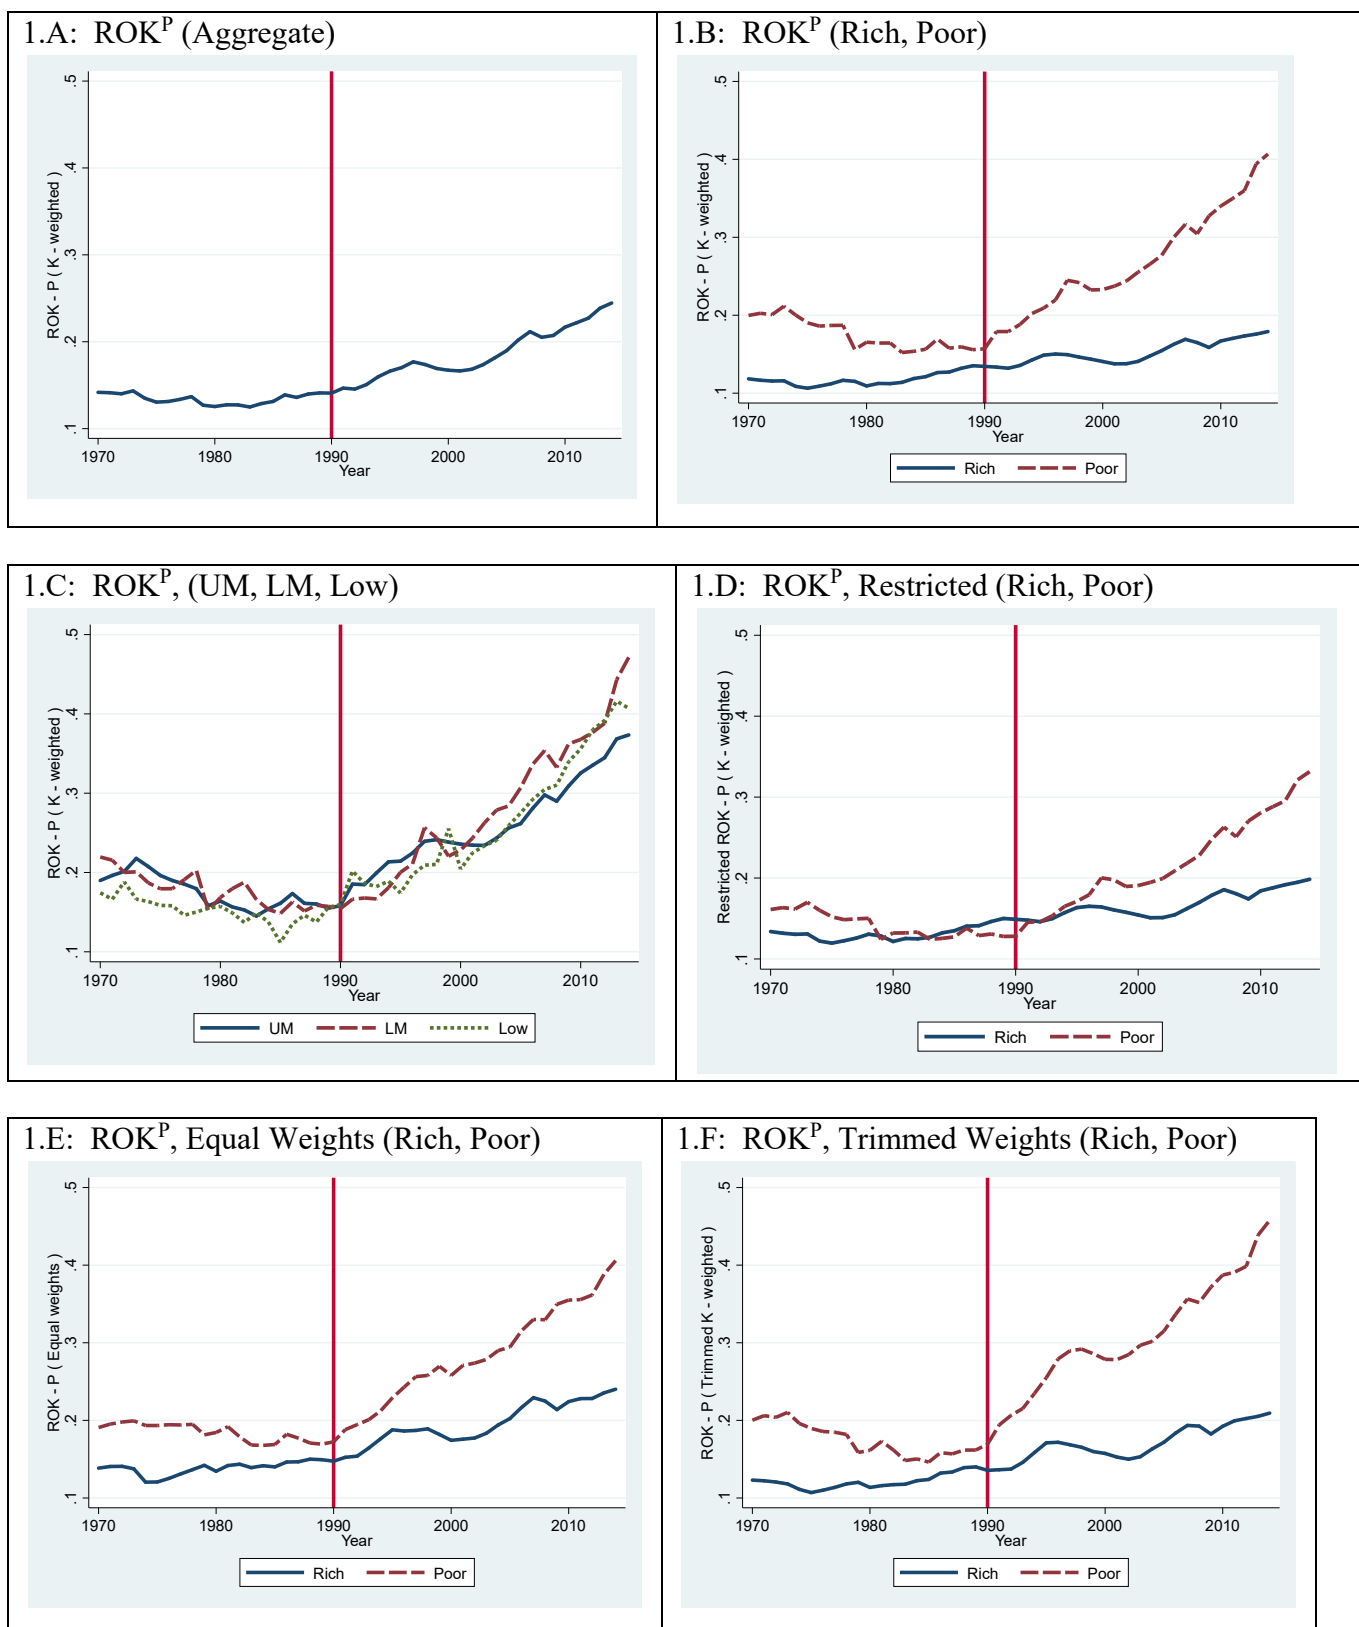 1.A: ROK^P (Aggregate)
ROK - P ( K - weighted )
.5
.4
.3
.2
.1
1970 1980 1990 2000 2010
Year
1.B: ROK^P (Rich, Poor)
ROK - P ( K - weighted )
.5
.4
.3
.2
.1
1970 1980 1990 2000 2010
Year
Rich Poor
1.C: ROK^P, (UM, LM, Low)
ROK - P ( K - weighted )
.5
.4
.3
.2
.1
1970 1980 1990 2000 2010
Year
UM LM Low
1.D: ROK^P, Restricted (Rich, Poor)
Restricted ROK - P ( K - weighted )
.5
.4
.3
.2
.1
1970 1980 1990 2000 2010
Year
Rich Poor
1.E: ROK^P, Equal Weights (Rich, Poor)
ROK - P ( Equal weights )
.5
.4
.3
.2
.1
1970 1980 1990 2000 2010
Year
Rich Poor
1.F: ROK^P, Trimmed Weights (Rich, Poor)
ROK - P ( Trimmed K - weighted )
.5
.4
.3
.2
.1
1970 1980 1990 2000 2010
Year
Rich Poor